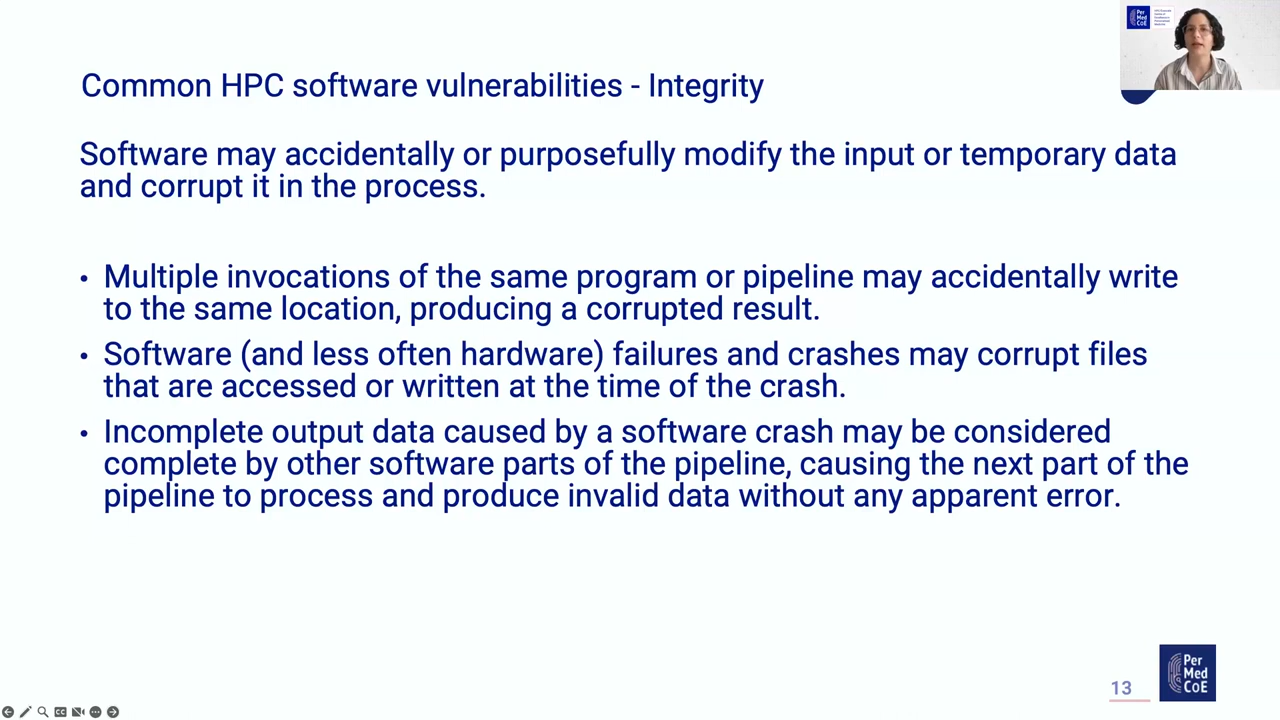 Per
Med
CoE
Common HPC software vulnerabilities - Integrity
Software may accidentally or purposefully modify the input or temporary data
and corrupt it in the process.
• Multiple invocations of the same program or pipeline may accidentally write
to the same location, producing a corrupted result.
• Software (and less often hardware) failures and crashes may corrupt files
that are accessed or written at the time of the crash.
• Incomplete output data caused by a software crash may be considered
complete by other software parts of the pipeline, causing the next part of the
pipeline to process and produce invalid data without any apparent error.
13
Per
Med
CoE